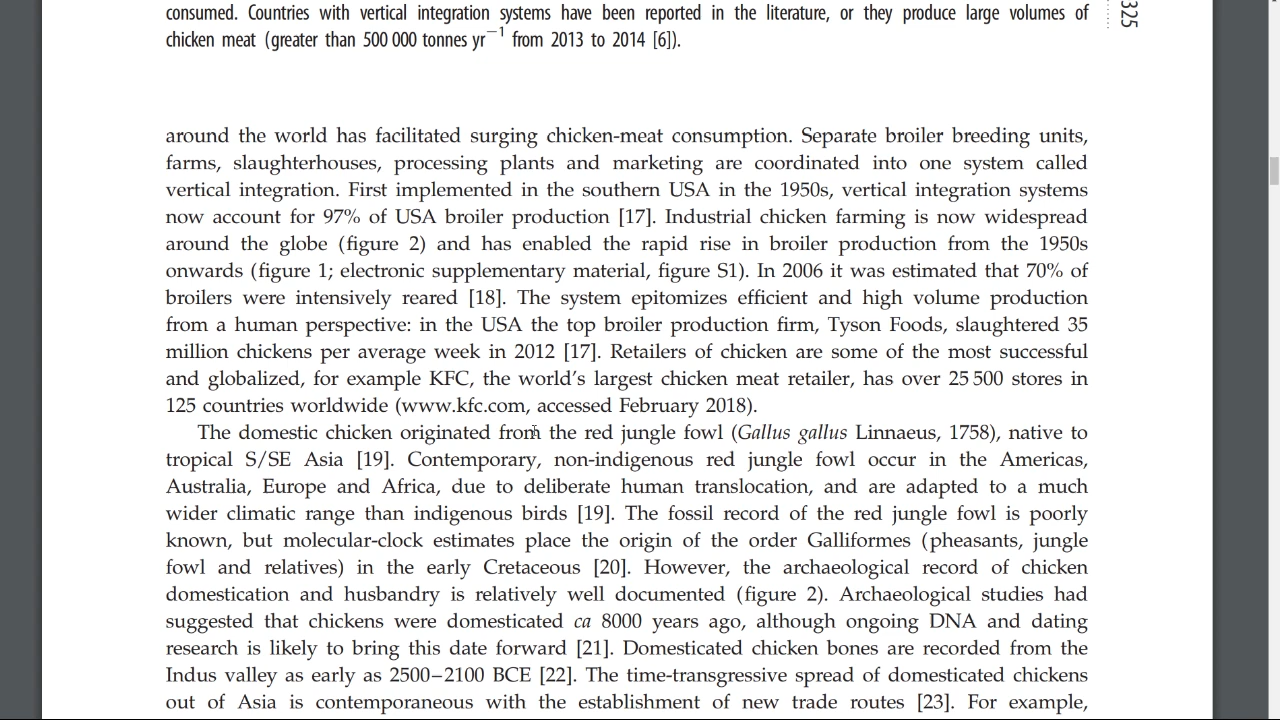 consumed. Countries with vertical integration systems have been reported in the literature, or they produce large volumes of
chicken meat (greater than 500 000 tonnes yr−1 from 2013 to 2014 [6]).
325
around the world has facilitated surging chicken-meat consumption. Separate broiler breeding units,
farms, slaughterhouses, processing plants and marketing are coordinated into one system called
vertical integration. First implemented in the southern USA in the 1950s, vertical integration systems
now account for 97% of USA broiler production [17]. Industrial chicken farming is now widespread
around the globe (figure 2) and has enabled the rapid rise in broiler production from the 1950s
onwards (figure 1; electronic supplementary material, figure S1). In 2006 it was estimated that 70% of
broilers were intensively reared [18]. The system epitomizes efficient and high volume production
from a human perspective: in the USA the top broiler production firm, Tyson Foods, slaughtered 35
million chickens per average week in 2012 [17]. Retailers of chicken are some of the most successful
and globalized, for example KFC, the world's largest chicken meat retailer, has over 25 500 stores in
125 countries worldwide (www.kfc.com, accessed February 2018).
The domestic chicken originated from the red jungle fowl (Gallus gallus Linnaeus, 1758), native to
tropical S/SE Asia [19]. Contemporary, non-indigenous red jungle fowl occur in the Americas,
Australia, Europe and Africa, due to deliberate human translocation, and are adapted to a much
wider climatic range than indigenous birds [19]. The fossil record of the red jungle fowl is poorly
known, but molecular-clock estimates place the origin of the order Galliformes (pheasants, jungle
fowl and relatives) in the early Cretaceous [20]. However, the archaeological record of chicken
domestication and husbandry is relatively well documented (figure 2). Archaeological studies had
suggested that chickens were domesticated ca 8000 years ago, although ongoing DNA and dating
research is likely to bring this date forward [21]. Domesticated chicken bones are recorded from the
Indus valley as early as 2500–2100 BCE [22]. The time-transgressive spread of domesticated chickens
out of Asia is contemporaneous with the establishment of new trade routes [23]. For example,